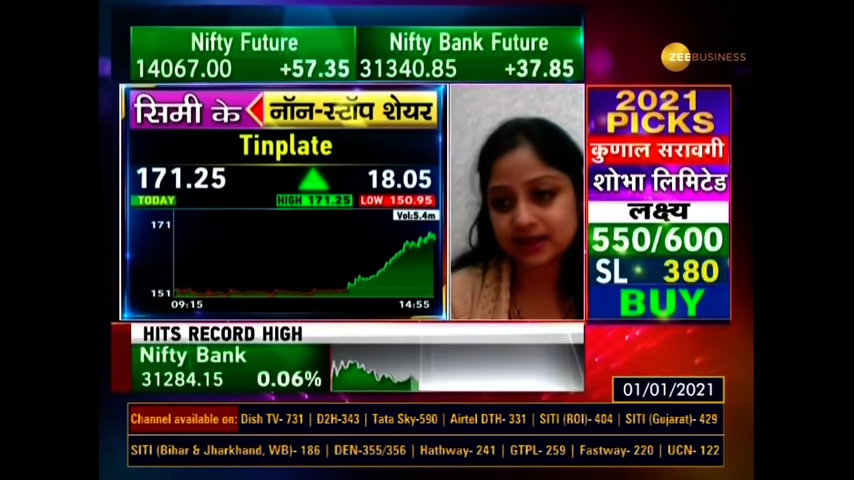 Nifty Future
14067.00 +57.35
Nifty Bank Future
31340.85 +37.85
ZEE BUSINESS
सिमी के
नॉन-स्टॉप शेयर
Tinplate
171.25 18.05
TODAY HIGH 171.25 LOW 150.95
Vol:5.4m
171
151
09:15 14:55
2021
PICKS
कुणाल सरावगी
शोभा लिमिटेड
लक्ष्य
550/600
SL 380
BUY
HITS RECORD HIGH
Nifty Bank
31284.15 0.06%
01/01/2021
Channel available on: Dish TV- 731 | D2H-343 | Tata Sky-590 | Airtel DTH- 331 | SITI (ROI)- 404 | SITI (Gujarat)- 429
SITI (Bihar & Jharkhand, WB)- 186 | DEN-355/356 | Hathway- 241 | GTPL- 259 | Fastway- 220 | UCN- 122